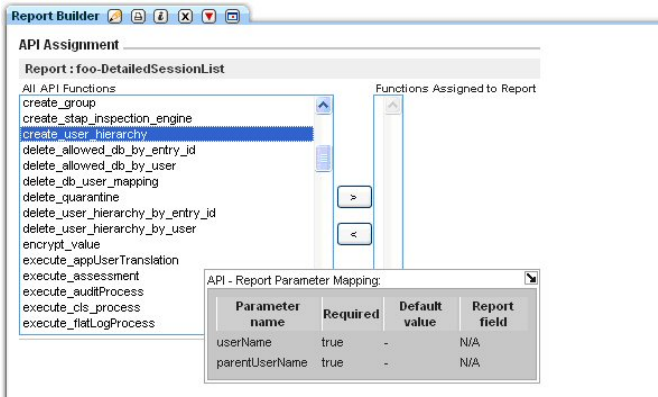 Report Builder
API Assignment
Report : foo-DetailedSessionList
All API Functions
Functions Assigned to Report
create_group
create_stap_inspection_engine
create_user_hierarchy
delete_allowed_db_by_entry_id
delete_allowed_db_by_user
delete_db_user_mapping
delete_quarantine
delete_user_hierarchy_by_entry_id
delete_user_hierarchy_by_user
encrypt_value
execute_appUserTranslation
execute_assessment
execute_auditProcess
execute_cls_process
execute_flatLogProcess
>
<
API - Report Parameter Mapping:
Parameter name Required Default value Report field
userName true - N/A
parentUserName true - N/A